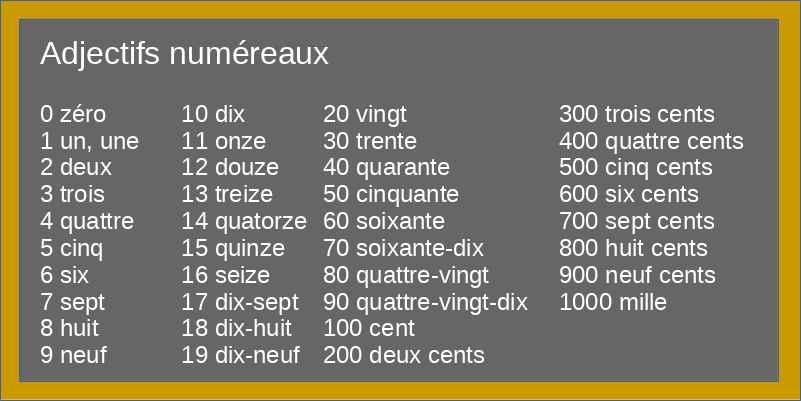 Adjectifs numéreaux
0 zéro
1 un, une
2 deux
3 trois
4 quattre
5 cinq
6 six
7 sept
8 huit
9 neuf
10 dix
11 onze
12 douze
13 treize
14 quatorze
15 quinze
16 seize
17 dix-sept
18 dix-huit
19 dix-neuf
20 vingt
30 trente
40 quarante
50 cinquante
60 soixante
70 soixante-dix
80 quattre-vingt
90 quattre-vingt-dix
100 cent
200 deux cents
300 trois cents
400 quattre cents
500 cinq cents
600 six cents
700 sept cents
800 huit cents
900 neuf cents
1000 mille